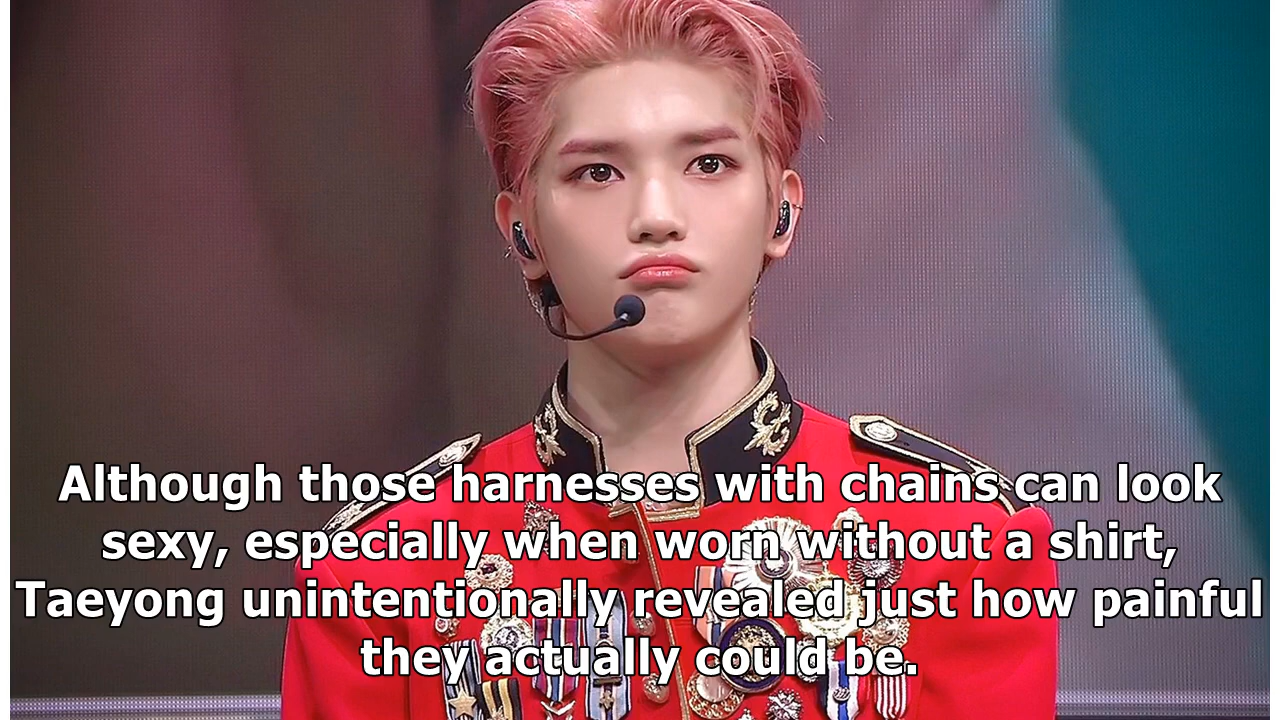 Although those harnesses with chains can look
sexy, especially when worn without a shirt,
Taeyong unintentionally revealed just how painful
they actually could be.